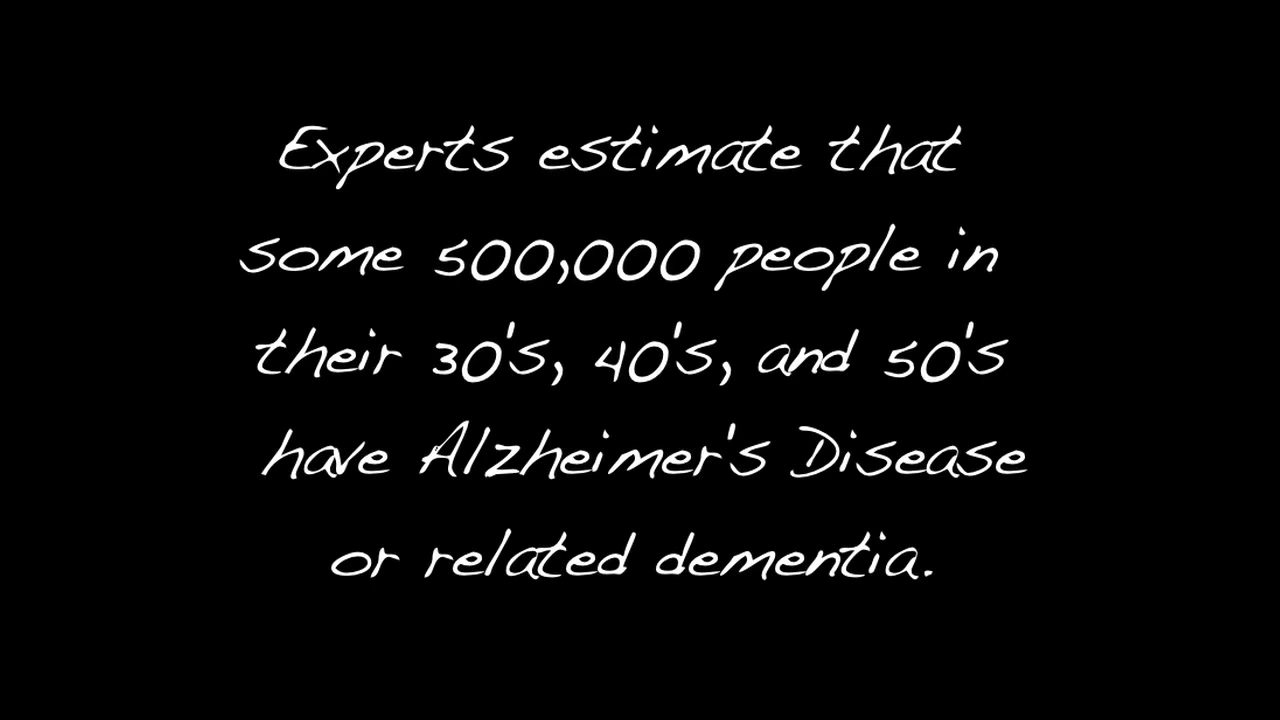 Experts estimate that
some 500,000 people in
their 30's, 40's, and 50's
have Alzheimer's Disease
or related dementia.